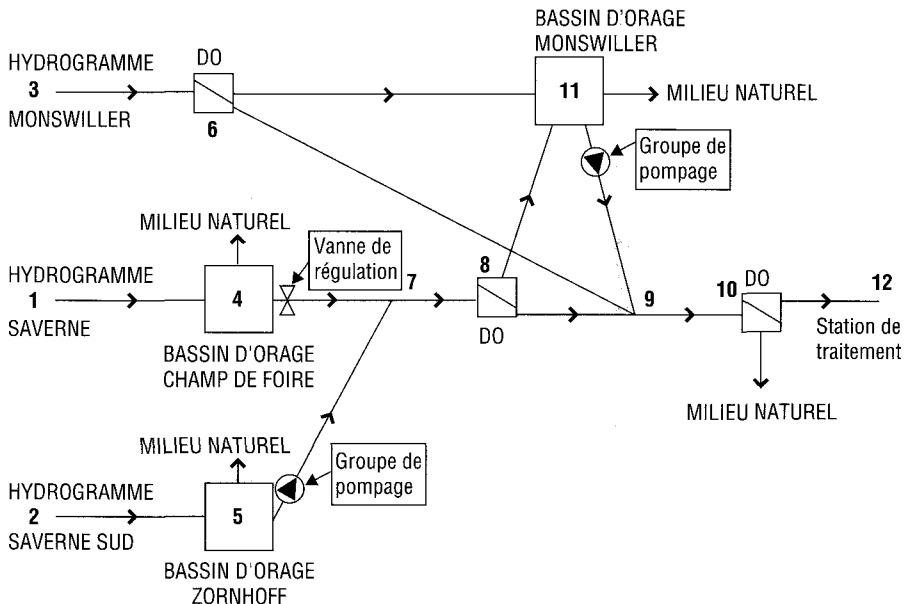 BASSIN D'ORAGE
MONSWILLER
HYDROGRAMME
3
MONSWILLER
DO
6
11
MILIEU NATUREL
Groupe de
pompage
MILIEU NATUREL
Vanne de
régulation
HYDROGRAMME
1
SAVERNE
4
7
8
DO
9
10
DO
12
Station de
traitement
BASSIN D'ORAGE
CHAMP DE FOIRE
MILIEU NATUREL
MILIEU NATUREL
Groupe de
pompage
HYDROGRAMME
2
SAVERNE SUD
5
BASSIN D'ORAGE
ZORNHOFF